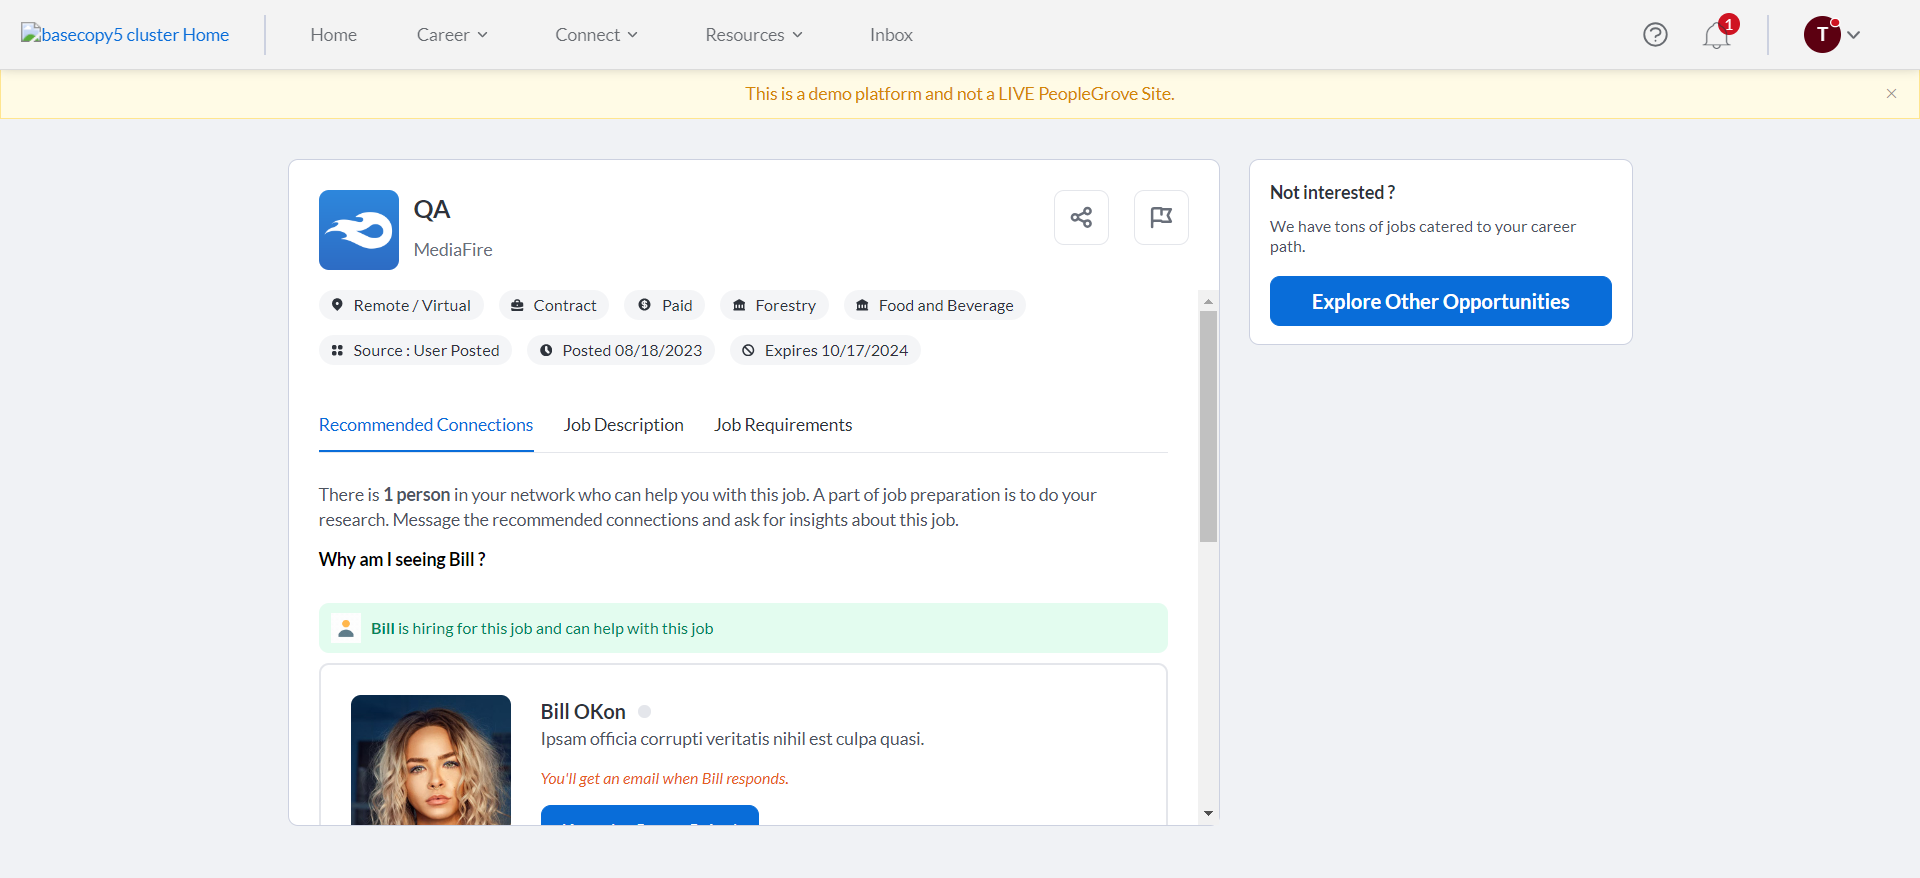 basecopy5 cluster Home
Home
Career
Connect
Resources
Inbox
1
T
This is a demo platform and not a LIVE PeopleGrove Site.
QA
MediaFire
Remote / Virtual
Contract
Paid
Forestry
Food and Beverage
Source : User Posted
Posted 08/18/2023
Expires 10/17/2024
Recommended Connections
Job Description
Job Requirements
There is 1 person in your network who can help you with this job. A part of job preparation is to do your
research. Message the recommended connections and ask for insights about this job.
Why am I seeing Bill ?
Bill is hiring for this job and can help with this job
Bill OKon
Ipsam officia corrupti veritatis nihil est culpa quasi.
You'll get an email when Bill responds.
Not interested ?
We have tons of jobs catered to your career
path.
Explore Other Opportunities